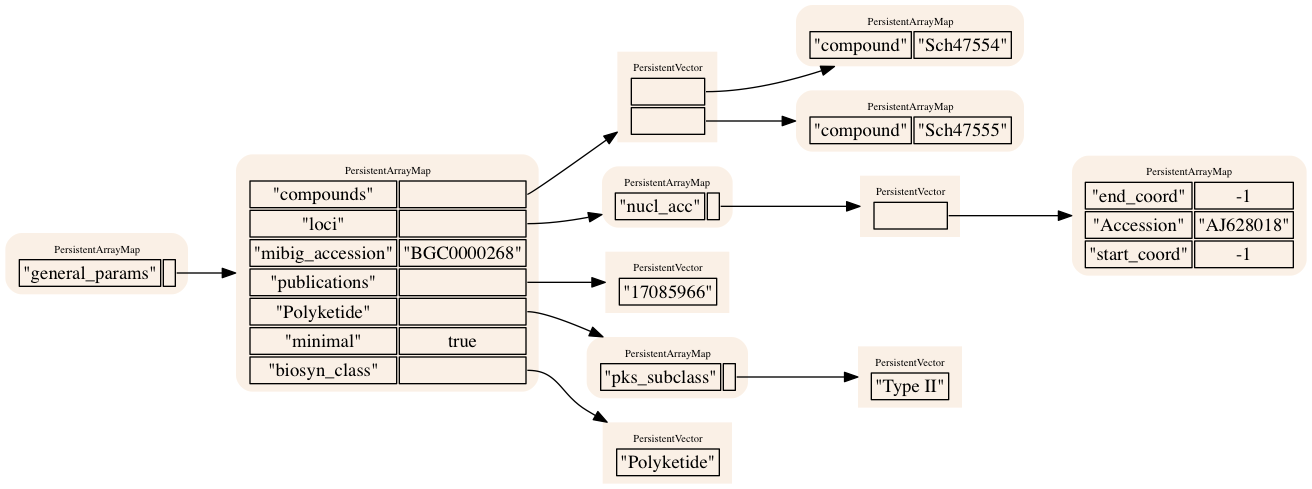 PersistentArrayMap
"general_params"
PersistentArrayMap
"compounds"
"loci"
"mibig_accession" "BGC0000268"
"publications"
"Polyketide"
"minimal" true
"biosyn_class"
PersistentVector
PersistentArrayMap
"compound" "Sch47554"
PersistentArrayMap
"compound" "Sch47555"
PersistentArrayMap
"nucl_acc"
PersistentVector
PersistentArrayMap
"end_coord" -1
"Accession" "AJ628018"
"start_coord" -1
PersistentVector
"17085966"
PersistentArrayMap
"pks_subclass"
PersistentVector
"Type II"
PersistentVector
"Polyketide"